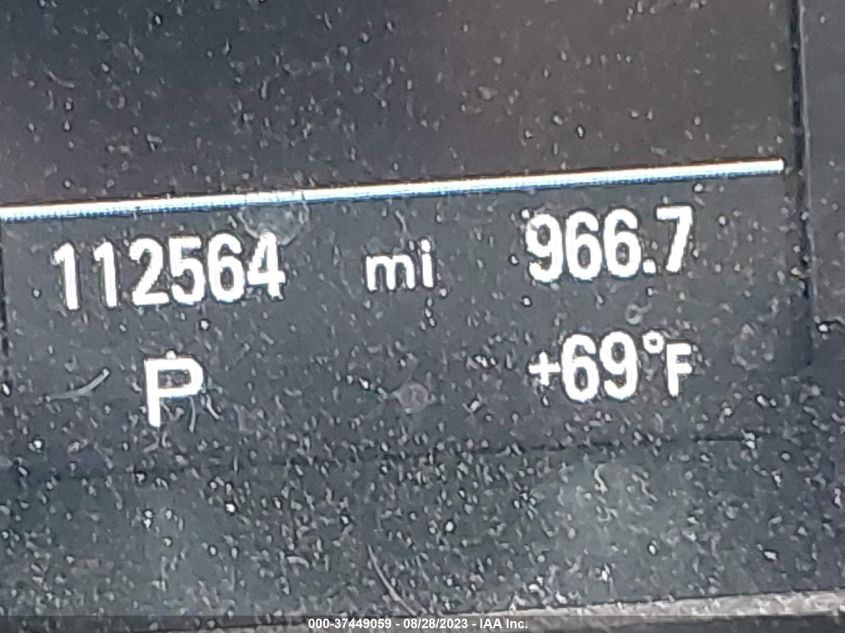 112564 mi 966.7
P +69°F
000-37449059 - 08/28/2023 - IAA Inc.